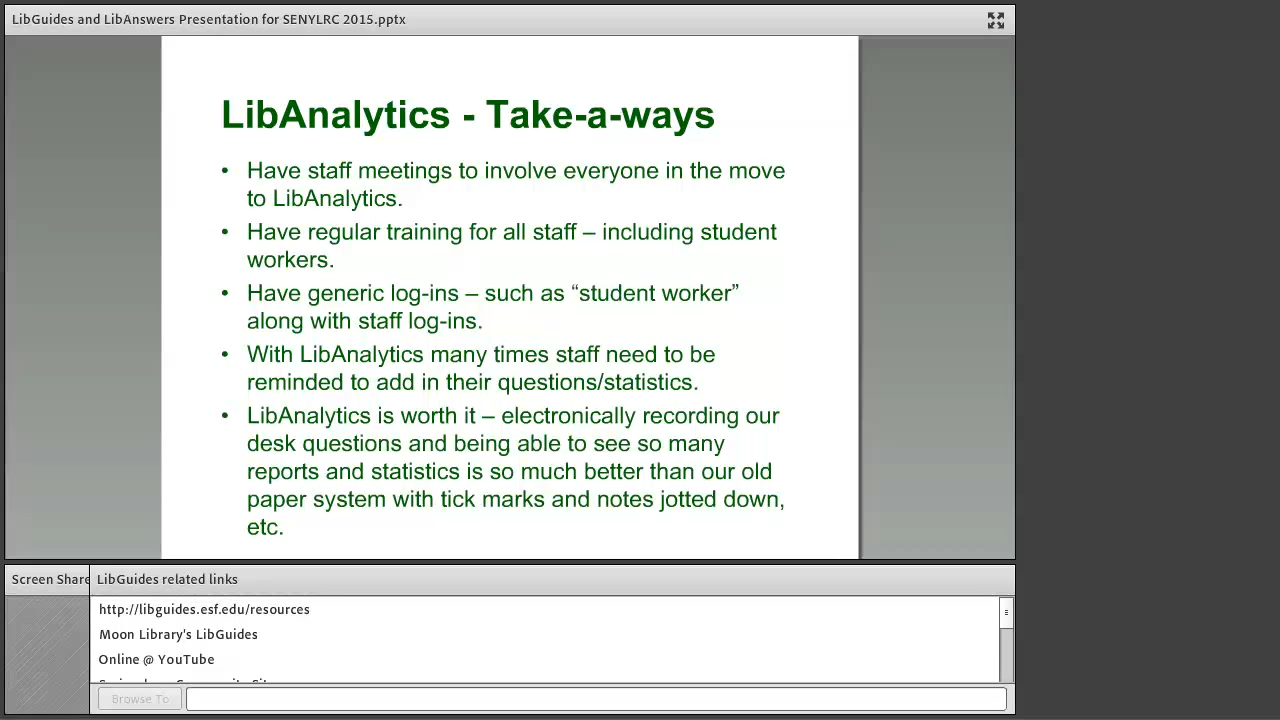 LibGuides and LibAnswers Presentation for SENYLRC 2015.pptx
LibAnalytics - Take-a-ways
• Have staff meetings to involve everyone in the move
to LibAnalytics.
• Have regular training for all staff – including student
workers.
• Have generic log-ins – such as “student worker”
along with staff log-ins.
• With LibAnalytics many times staff need to be
reminded to add in their questions/statistics.
• LibAnalytics is worth it – electronically recording our
desk questions and being able to see so many
reports and statistics is so much better than our old
paper system with tick marks and notes jotted down,
etc.
Screen Share
LibGuides related links
http://libguides.esf.edu/resources
Moon Library's LibGuides
Online @ YouTube
Browse To